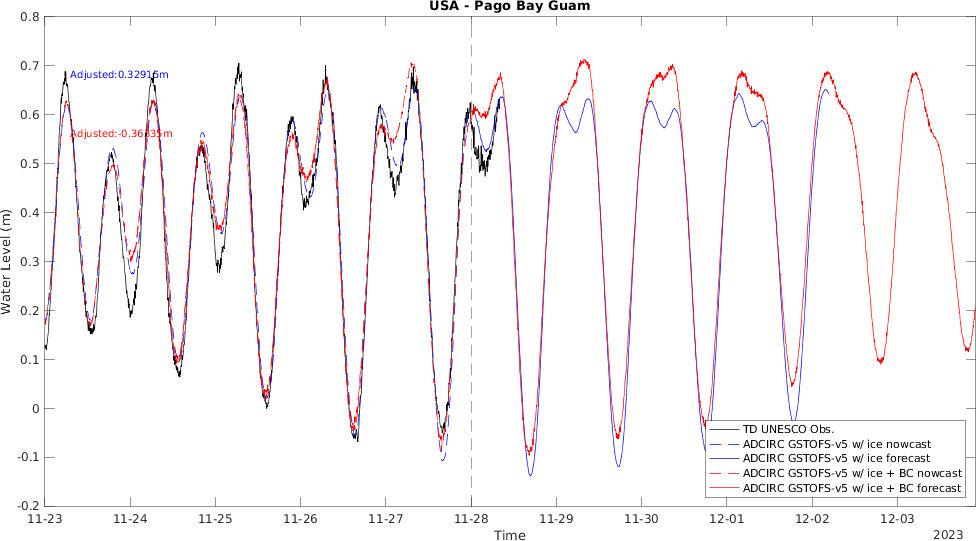 USA - Pago Bay Guam
0.8
0.7
0.6
0.5
0.4
0.3
0.2
0.1
0
-0.1
-0.2
Water Level (m)
Adjusted:0.32915m
Adjusted:-0.36335m
TD UNESCO Obs.
ADCIRC GSTOFS-v5 w/ ice nowcast
ADCIRC GSTOFS-v5 w/ ice forecast
ADCIRC GSTOFS-v5 w/ ice + BC nowcast
ADCIRC GSTOFS-v5 w/ ice + BC forecast
11-23 11-24 11-25 11-26 11-27 11-28 11-29 11-30 12-01 12-02 12-03
Time
2023